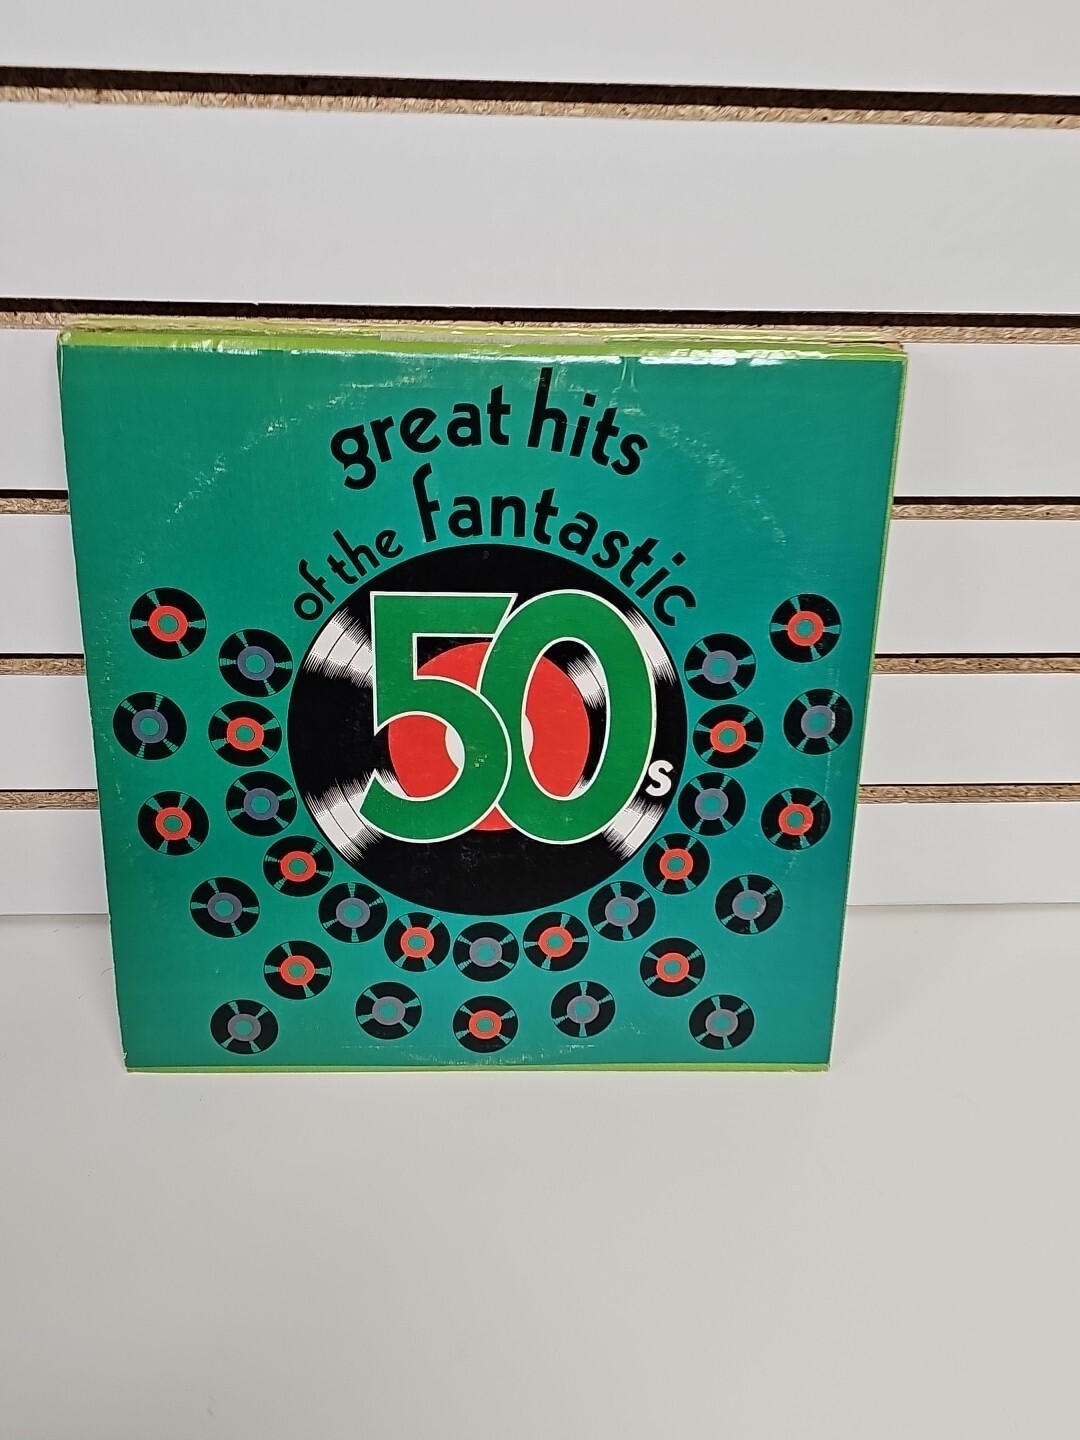 great hits
of the fantastic
50s